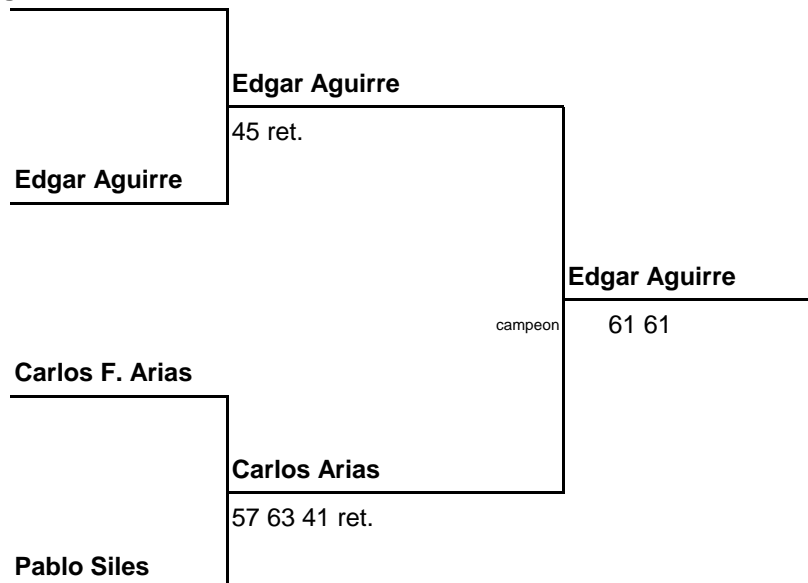 Edgar Aguirre
45 ret.
Edgar Aguirre
Edgar Aguirre
campeon 61 61
Carlos F. Arias
Carlos Arias
57 63 41 ret.
Pablo Siles